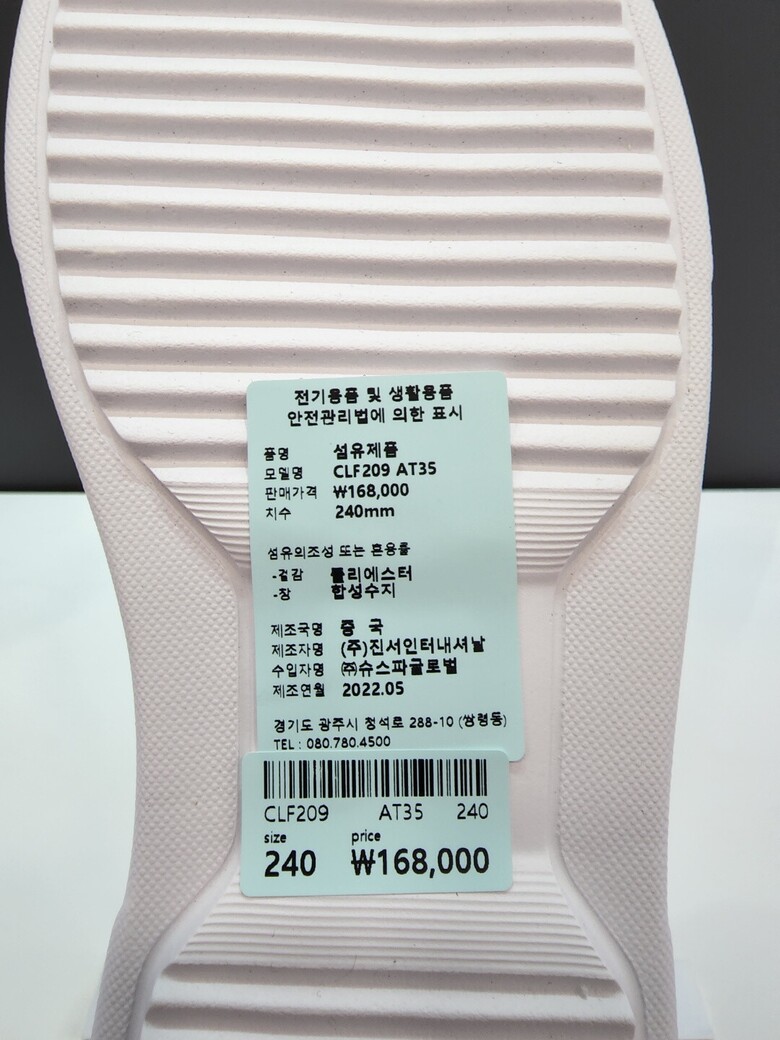 전기용품 및 생활용품
안전관리법에 의한 표시
품명 섬유제품
모델명 CLF209 AT35
판매가격 ₩168,000
치수 240mm
섬유의조성 또는 혼용률
-겉감 폴리에스터
-창 합성수지
제조국명 중 국
제조자명 (주)진서인터내셔날
수입자명 ㈜슈스파글로벌
제조연월 2022.05
경기도 광주시 청석로 288-10 (쌍령동)
TEL : 080.780.4500
CLF209 AT35 240
size price
240 ₩168,000